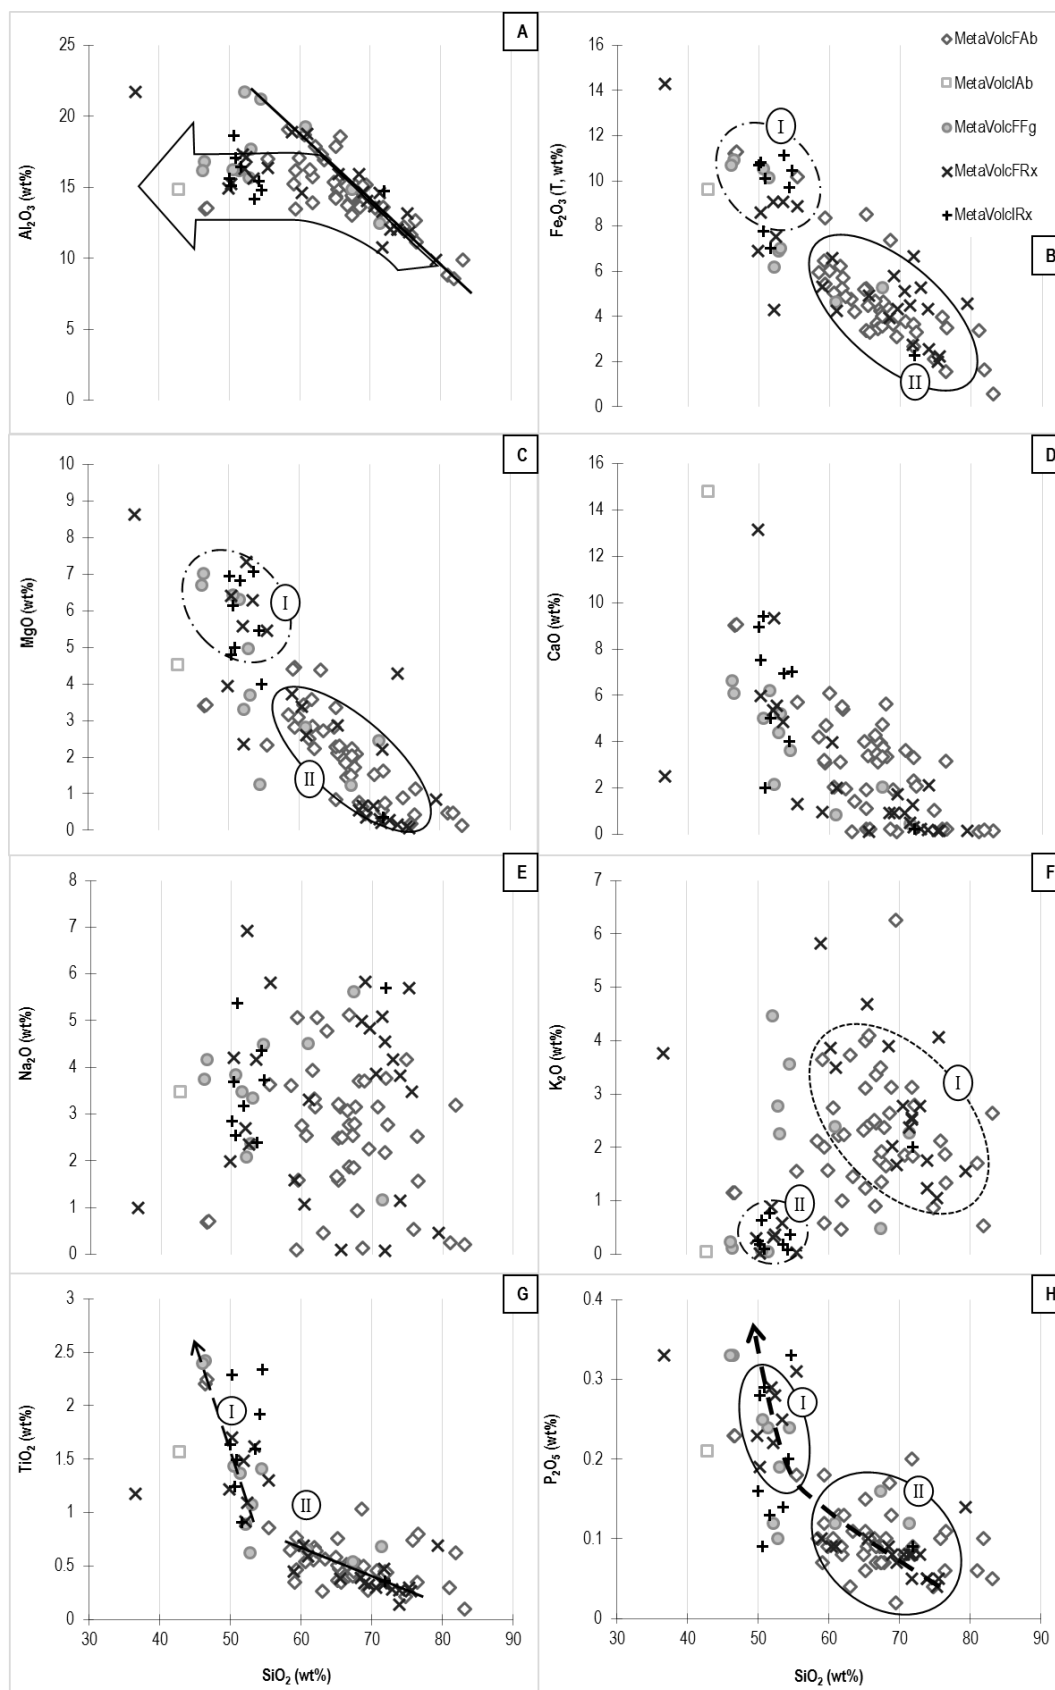 A
25
20
15
10
5
0
Al₂O₃ (wt%)
16
14
12
10
8
6
4
2
0
Fe₂O₃ (T, wt%)
MetaVolcFAb
MetaVolcIAb
MetaVolcFFg
MetaVolcFRx
MetaVolcIRx
I
II
B
C
10
9
8
7
6
5
4
3
2
1
0
MgO (wt%)
I
II
D
16
14
12
10
8
6
4
2
0
CaO (wt%)
E
8
7
6
5
4
3
2
1
0
Na₂O (wt%)
F
7
6
5
4
3
2
1
0
K₂O (wt%)
I
II
G
3
2.5
2
1.5
1
0.5
0
TiO₂ (wt%)
I
II
30 40 50 60 70 80 90
SiO₂ (wt%)
H
0.4
0.3
0.2
0.1
0
P₂O₅ (wt%)
I
II
30 40 50 60 70 80 90
SiO₂ (wt%)